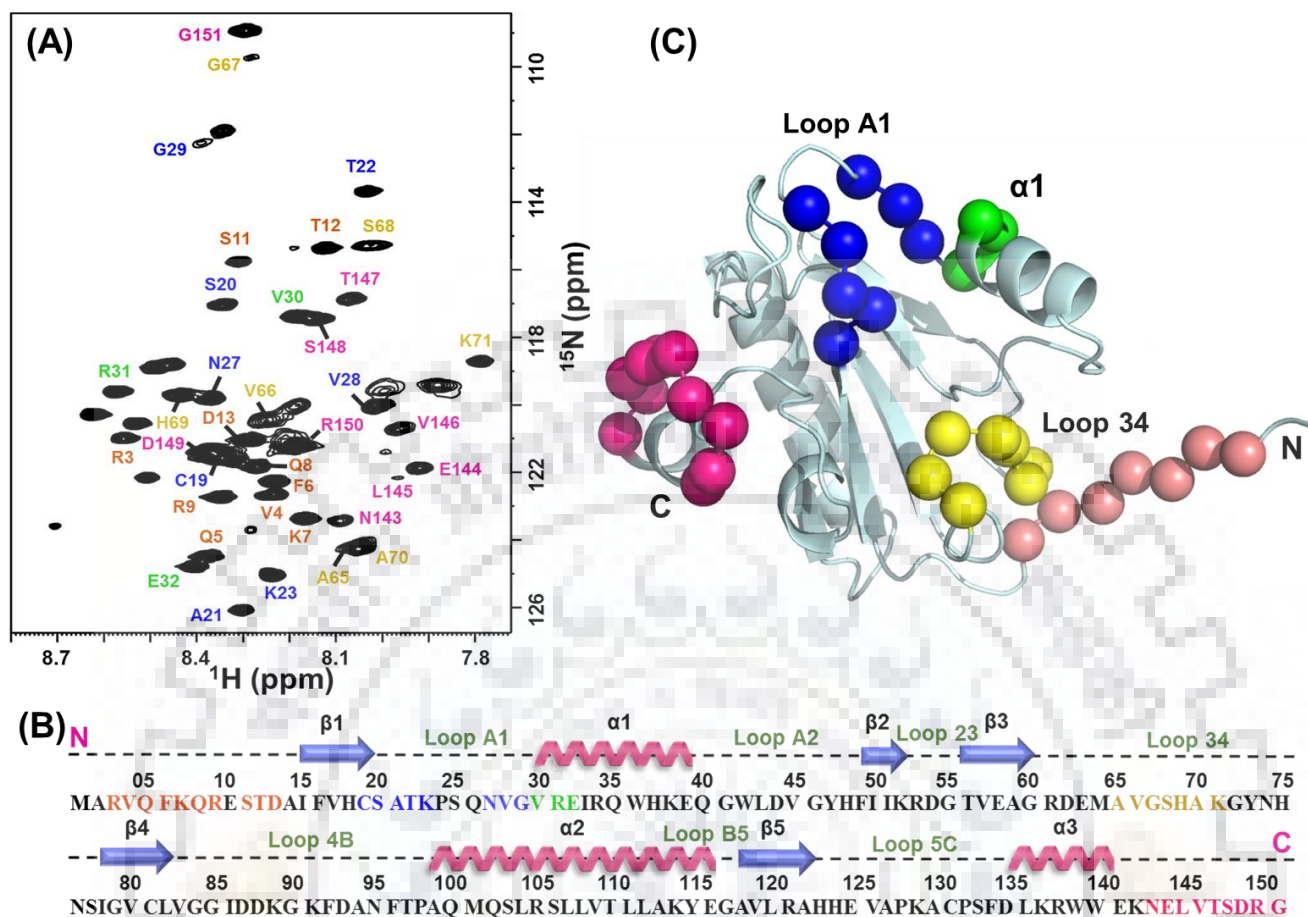 (A)
G151
G67
G29
T22
S11
T12
S68
S20
V30
T147
S148
K71
R31
N27
V28
H69
V66
D13
R3
D149
R150
V146
C19
Q8
E144
R9
F6
L145
V4
K7
N143
Q5
A65
A70
E32
K23
A21
110
114
118
122
126
¹⁵N (ppm)
8.7 8.4 8.1 7.8
¹H (ppm)
(C)
Loop A1
α1
Loop 34
N
C
(B)
N β1 Loop A1 α1 Loop A2 β2 Loop 23 β3 Loop 34
05 10 15 20 25 30 35 40 45 50 55 60 65 70
MARVQ FKQRE STDAI FVHCS ATKPS QNVGV REIRQ WHKEQ GWLDV GYHFI IKRDG TVEAG RDEMA VGSHA KGYNH
β4 Loop 4B α2 Loop B5 β5 Loop 5C α3 C
80 85 90 95 100 105 110 115 120 125 130 135 140 145 150
NSIGV CLVGG IDDKG KFDAN FTPAQ MQSLR SLLVT LLAKY EGAVL RAHHE VAPKA CPSFD LKRWW EKNEL VTSDR G